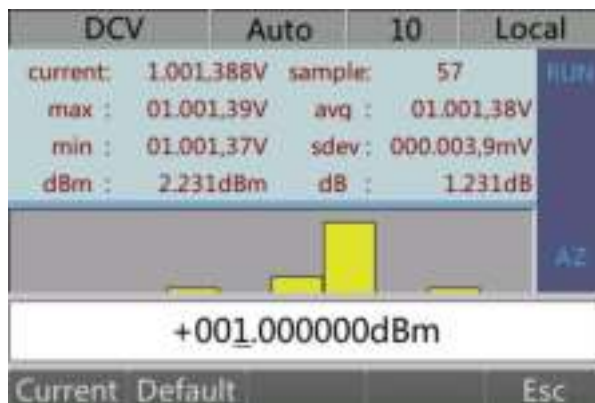 DCV Auto 10 Local
current: 1.001,388V sample: 57 RUN
max : 01.001,39V avg : 01.001,38V
min : 01.001,37V sdev : 000.003,9mV
dBm : 2.231dBm dB : 1.231dB
AZ
+001.000000dBm
Current Default Esc